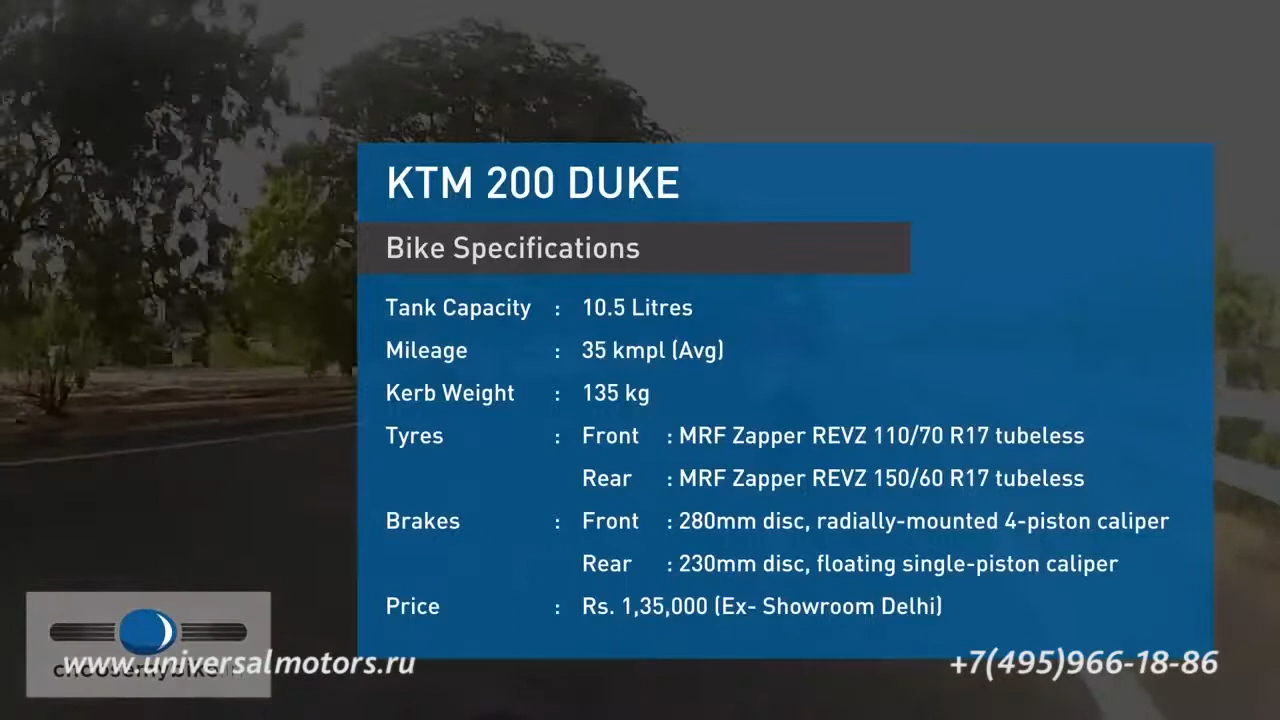 KTM 200 DUKE
Bike Specifications
Tank Capacity : 10.5 Litres
Mileage : 35 kmpl (Avg)
Kerb Weight : 135 kg
Tyres : Front : MRF Zapper REVZ 110/70 R17 tubeless
Rear : MRF Zapper REVZ 150/60 R17 tubeless
Brakes : Front : 280mm disc, radially-mounted 4-piston caliper
Rear : 230mm disc, floating single-piston caliper
Price : Rs. 1,35,000 (Ex- Showroom Delhi)
www.universalmotors.ru +7(495)966-18-86